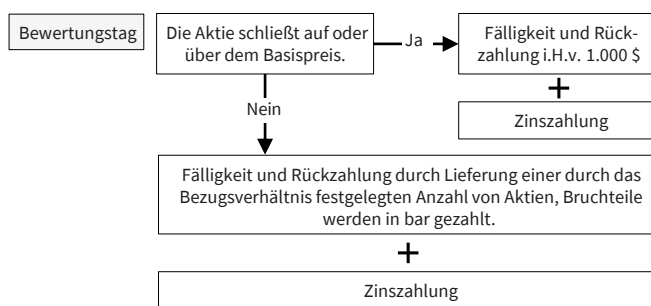 Bewertungstag
Die Aktie schließt auf oder
über dem Basispreis.
Ja
Fälligkeit und Rück-
zahlung i.H.v. 1.000 $
+
Zinszahlung
Nein
Fälligkeit und Rückzahlung durch Lieferung einer durch das
Bezugsverhältnis festgelegten Anzahl von Aktien, Bruchteile
werden in bar gezahlt.
+
Zinszahlung